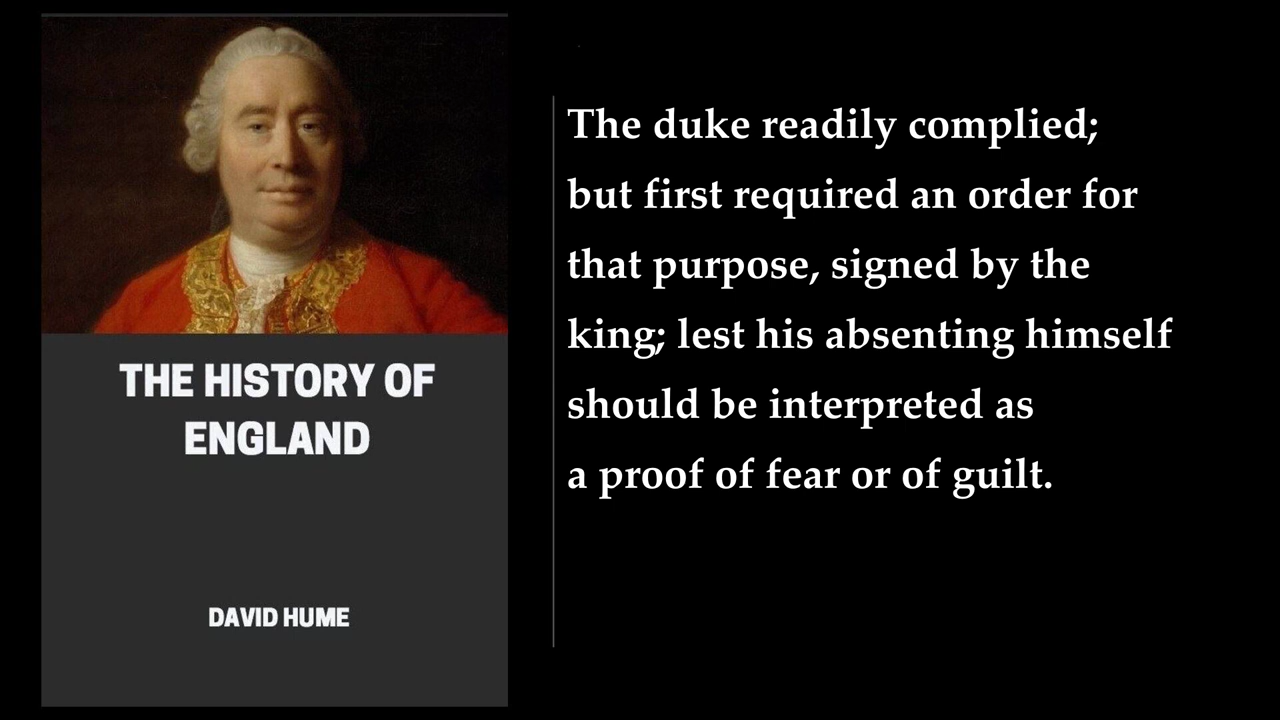 THE HISTORY OF
ENGLAND
DAVID HUME
The duke readily complied;
but first required an order for
that purpose, signed by the
king; lest his absenting himself
should be interpreted as
a proof of fear or of guilt.